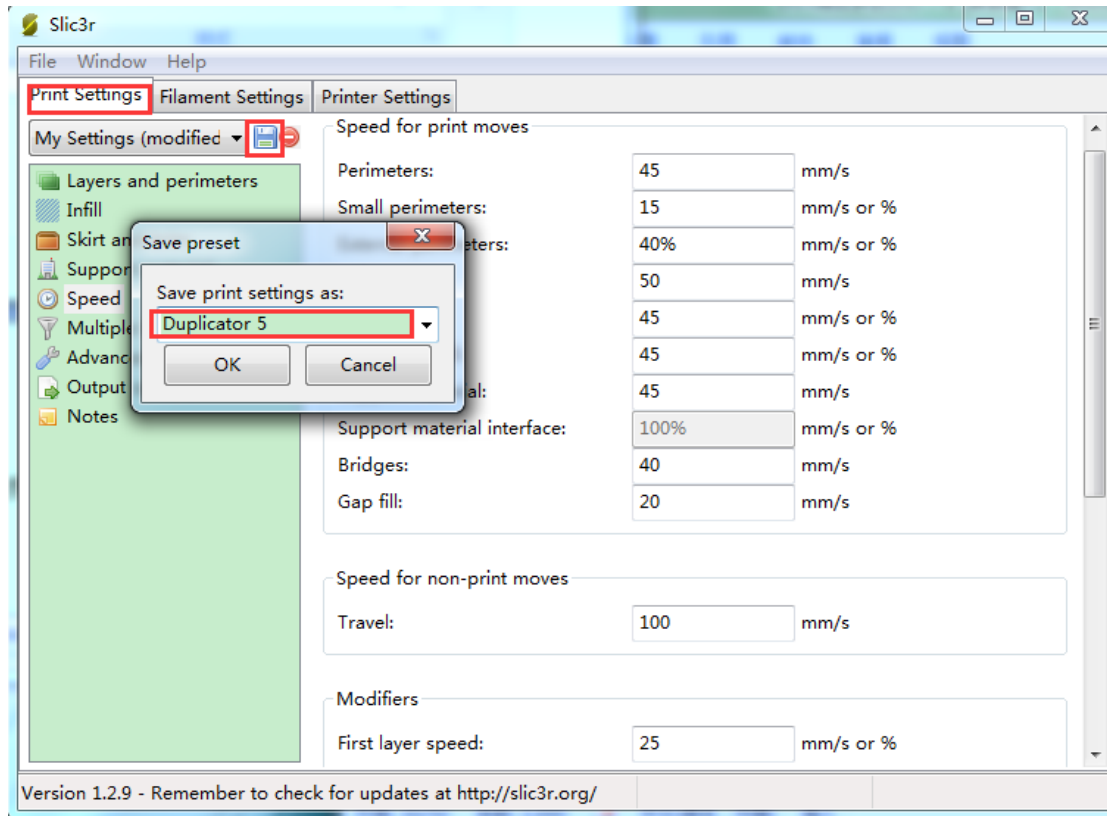 Slic3r
File Window Help
Print Settings Filament Settings Printer Settings
My Settings (modified
Layers and perimeters
Infill
Skirt an
Suppor
Speed
Multiple
Advanc
Output
Notes
Save preset
Save print settings as:
Duplicator 5
OK Cancel
Speed for print moves
Perimeters: 45 mm/s
Small perimeters: 15 mm/s or %
eters: 40% mm/s or %
50 mm/s
45 mm/s or %
45 mm/s or %
al: 45 mm/s
Support material interface: 100% mm/s or %
Bridges: 40 mm/s
Gap fill: 20 mm/s
Speed for non-print moves
Travel: 100 mm/s
Modifiers
First layer speed: 25 mm/s or %
Version 1.2.9 - Remember to check for updates at http://slic3r.org/